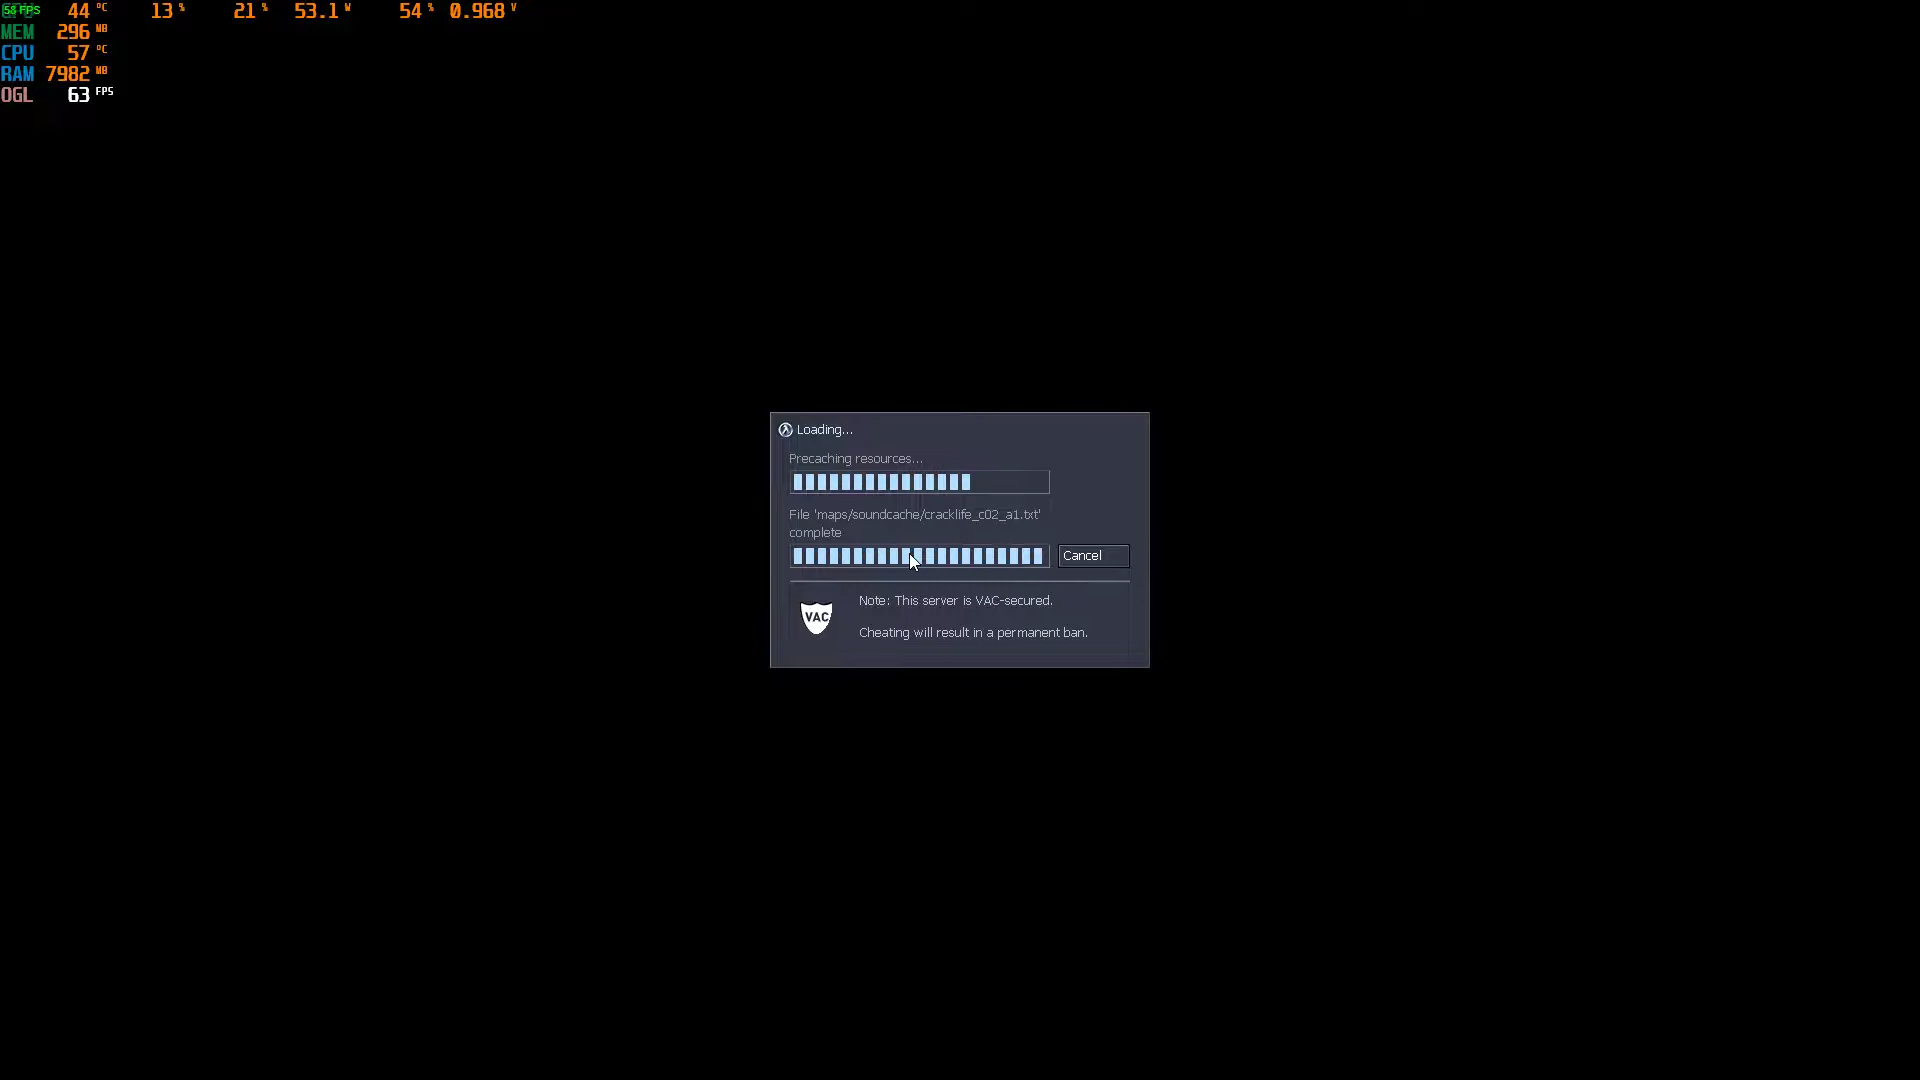 58 FPS 44 °C 13 % 21 % 53.1 W 54 % 0.968 V
MEM 296 MB
CPU 57 °C
RAM 7982 MB
OGL 63 FPS
Loading...
Precaching resources...
File 'maps/soundcache/cracklife_c02_a1.txt'
complete
Cancel
Note: This server is VAC-secured.
VAC
Cheating will result in a permanent ban.